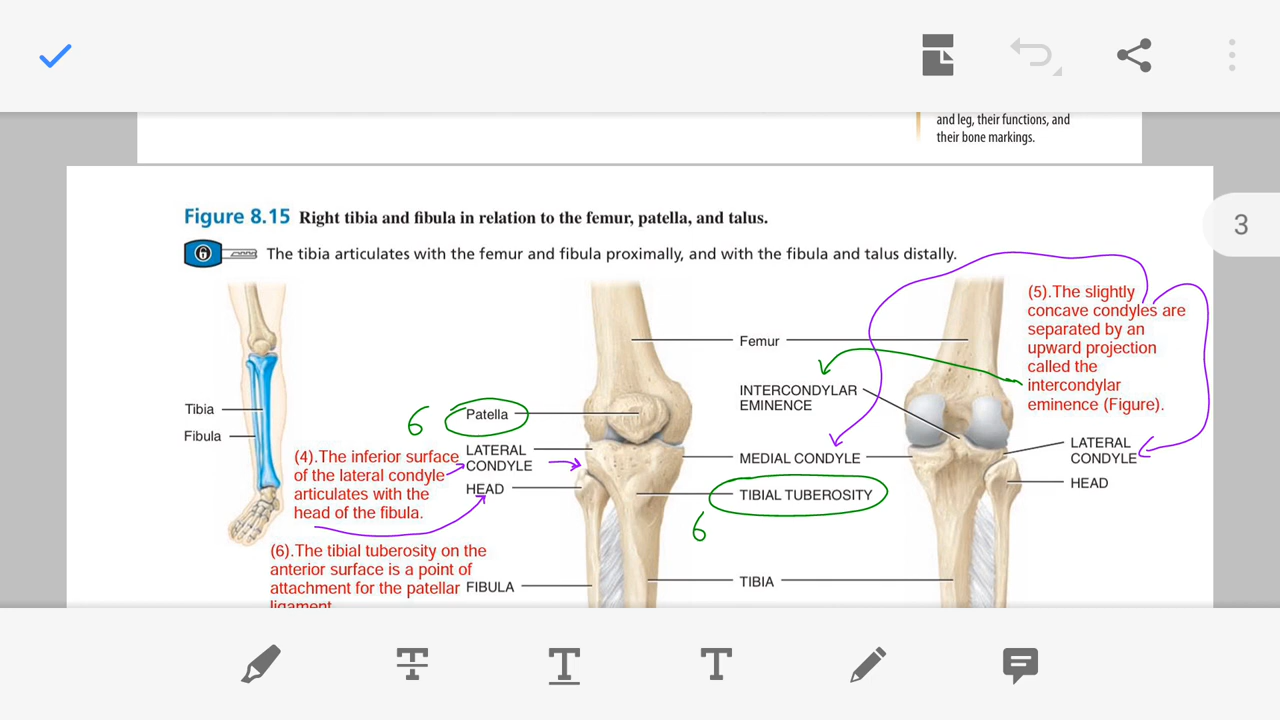 and leg, their functions, and
their bone markings.
3
Figure 8.15 Right tibia and fibula in relation to the femur, patella, and talus.
6 The tibia articulates with the femur and fibula proximally, and with the fibula and talus distally.
(5).The slightly
concave condyles are
separated by an
upward projection
called the
intercondylar
eminence (Figure).
Femur
INTERCONDYLAR
EMINENCE
Tibia
Fibula
6
Patella
LATERAL
CONDYLE
HEAD
MEDIAL CONDYLE
TIBIAL TUBEROSITY
6
LATERAL
CONDYLE
HEAD
(4).The inferior surface
of the lateral condyle
articulates with the
head of the fibula.
(6).The tibial tuberosity on the
anterior surface is a point of
attachment for the patellar
ligament
FIBULA
TIBIA
T
T
T